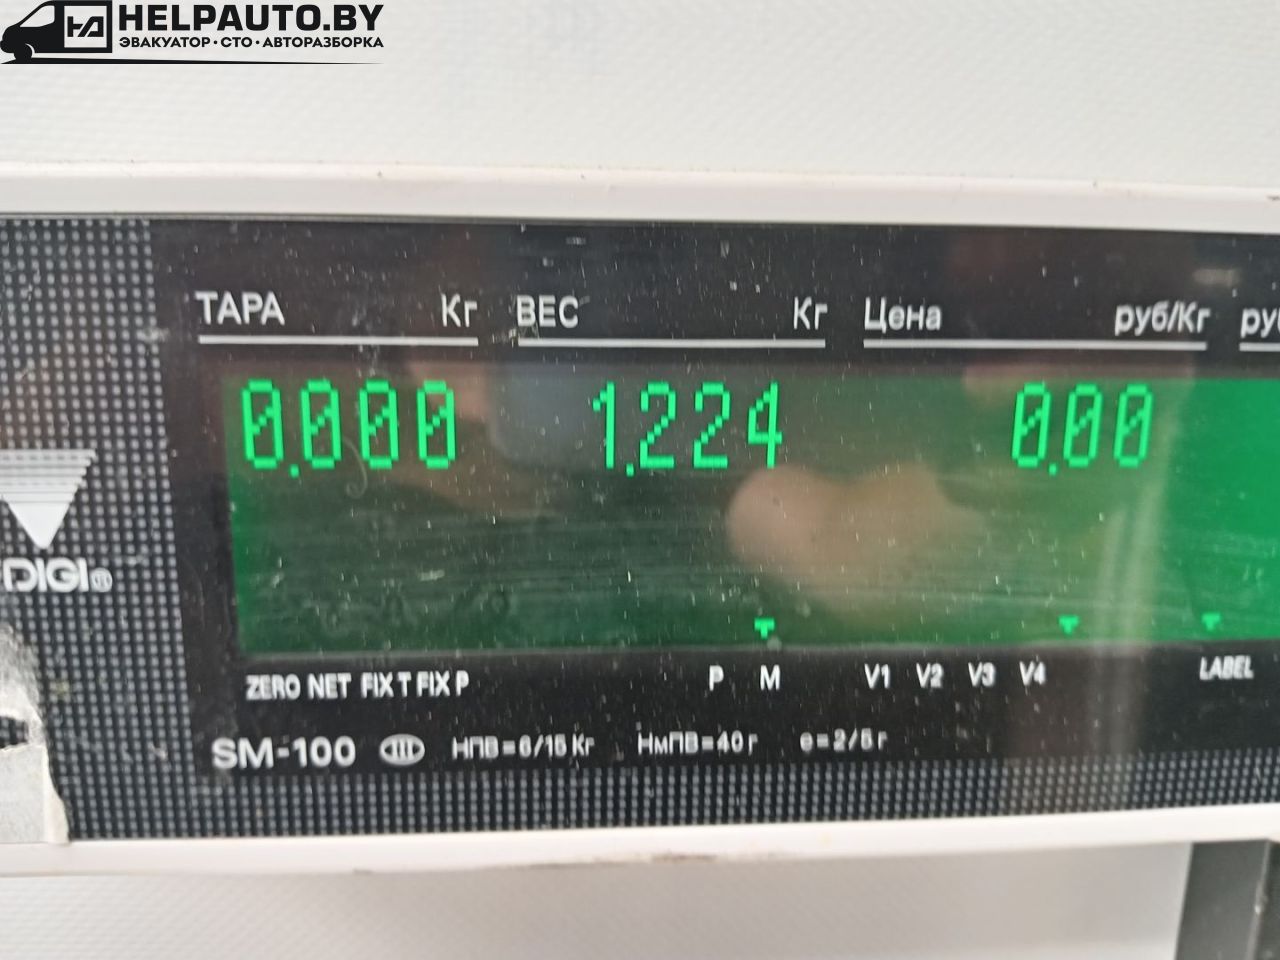 HELPAUTO.BY
ЭВАКУАТОР•СТО•АВТОРАЗБОРКА
ТАРА Кг ВЕС Кг Цена руб/Кг
0.000 1.224 0.00
DIGI
ZERO NET FIX T FIX P P M V1 V2 V3 V4 LABEL
SM-100 НПВ=6/15 Кг НмПВ=40 г e=2/5 г